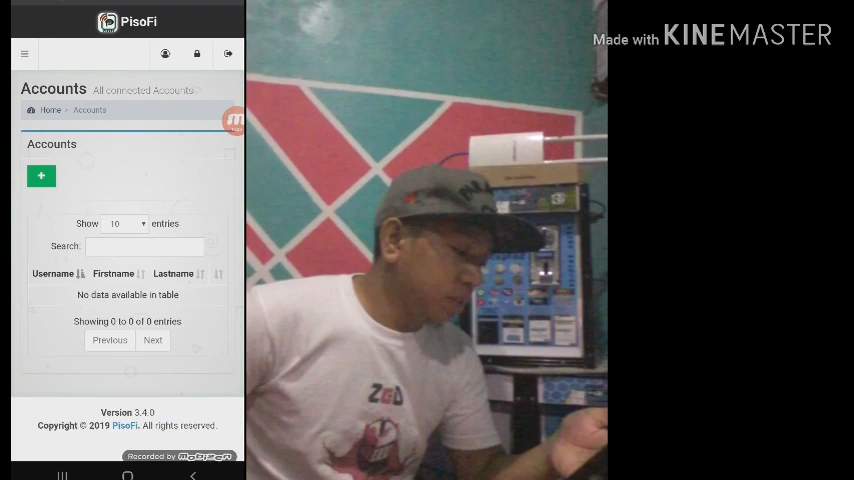 PisoFi
Accounts All connected Accounts
Home > Accounts
Accounts
+
Show 10 entries
Search:
Username Firstname Lastname
No data available in table
Showing 0 to 0 of 0 entries
Previous Next
Version 3.4.0
Copyright © 2019 PisoFi. All rights reserved.
Recorded by mobizen
Made with KINEMASTER
ZGD